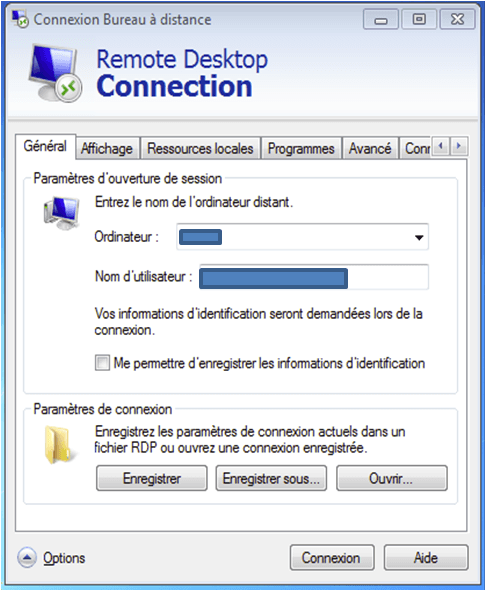 Connexion Bureau à distance
Remote Desktop
Connection
Général
Affichage
Ressources locales
Programmes
Avancé
Conn
Paramètres d'ouverture de session
Entrez le nom de l'ordinateur distant.
Ordinateur :
Nom d'utilisateur :
Vos informations d'identification seront demandées lors de la
connexion.
Me permettre d'enregistrer les informations d'identification
Paramètres de connexion
Enregistrez les paramètres de connexion actuels dans un
fichier RDP ou ouvrez une connexion enregistrée.
Enregistrer
Enregistrer sous...
Ouvrir...
Options
Connexion
Aide